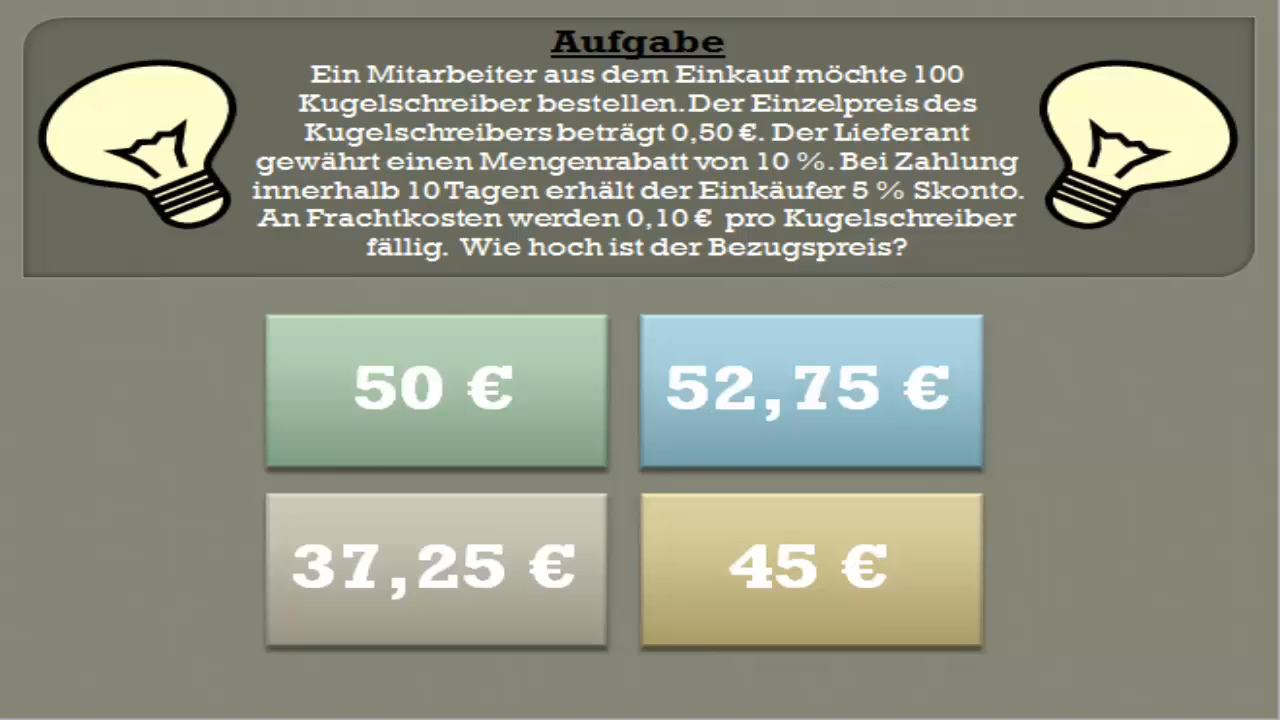 Aufgabe
Ein Mitarbeiter aus dem Einkauf möchte 100
Kugelschreiber bestellen. Der Einzelpreis des
Kugelschreibers beträgt 0,50 €. Der Lieferant
gewährt einen Mengenrabatt von 10 %. Bei Zahlung
innerhalb 10 Tagen erhält der Einkäufer 5 % Skonto.
An Frachtkosten werden 0,10 € pro Kugelschreiber
fällig. Wie hoch ist der Bezugspreis?
50 €
52,75 €
37,25 €
45 €